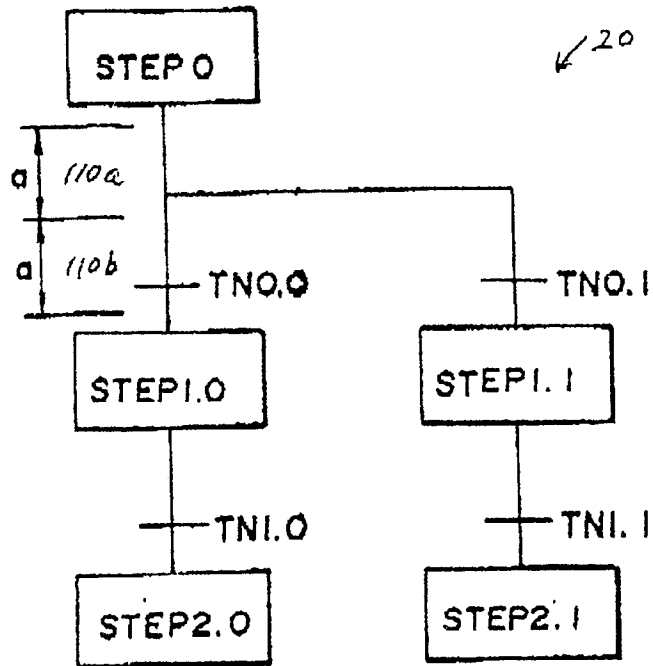 STEP 0
20
a 110a
a 110b
TN0.0
TN0.1
STEP1.0
STEP1.1
TN1.0
TN1.1
STEP2.0
STEP2.1